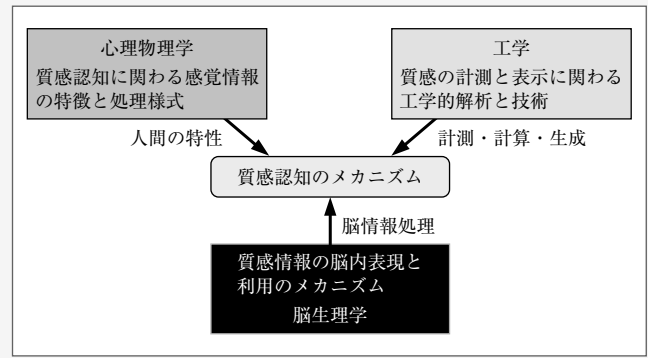 心理物理学
質感認知に関わる感覚情報
の特徴と処理様式
工学
質感の計測と表示に関わる
工学的解析と技術
人間の特性
計測・計算・生成
質感認知のメカニズム
脳情報処理
質感情報の脳内表現と
利用のメカニズム
脳生理学